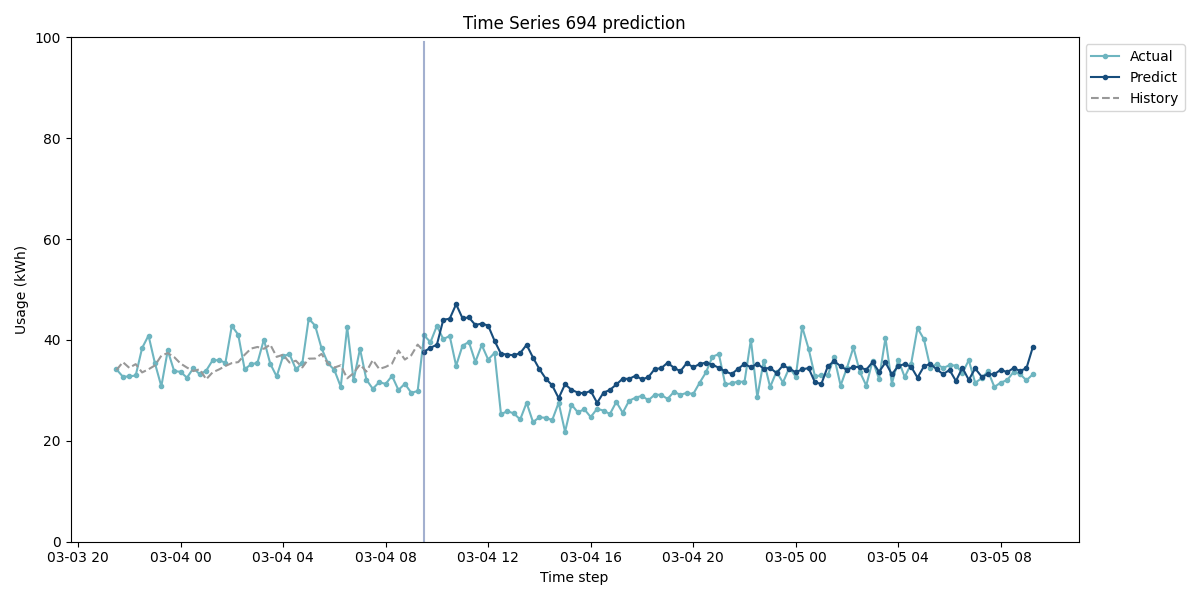 Time Series 694 prediction
Actual
Predict
History
Usage (kWh)
100
80
60
40
20
0
03-03 20
03-04 00
03-04 04
03-04 08
03-04 12
03-04 16
03-04 20
03-05 00
03-05 04
03-05 08
Time step